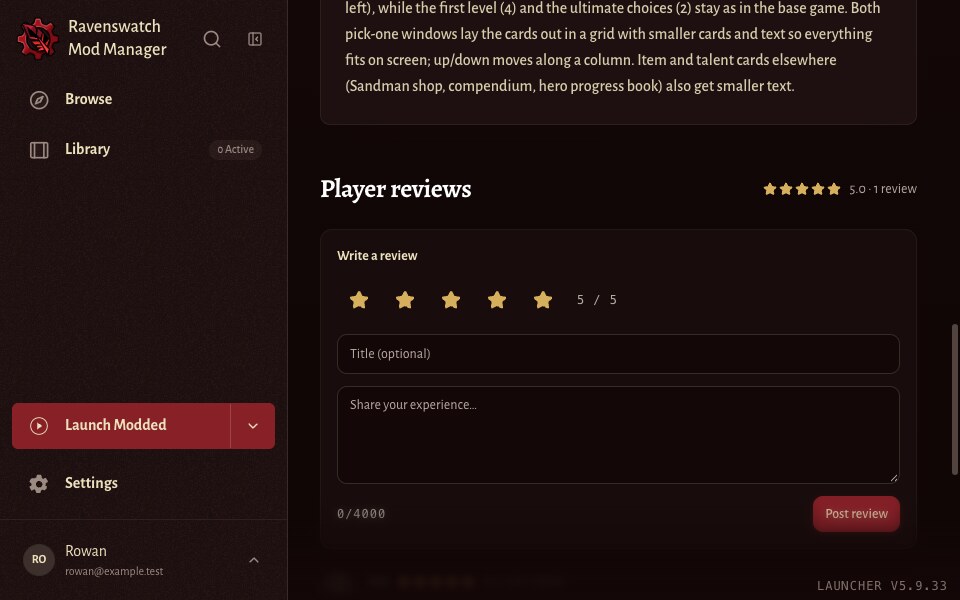 Ravenswatch
Mod Manager
Browse
Library
0 Active
Launch Modded
Settings
RO
Rowan
rowan@example.test
left), while the first level (4) and the ultimate choices (2) stay as in the base game. Both
pick-one windows lay the cards out in a grid with smaller cards and text so everything
fits on screen; up/down moves along a column. Item and talent cards elsewhere
(Sandman shop, compendium, hero progress book) also get smaller text.
Player reviews
5.0 · 1 review
Write a review
5 / 5
Title (optional)
Share your experience…
0/4000
Post review
LAUNCHER V5.9.33